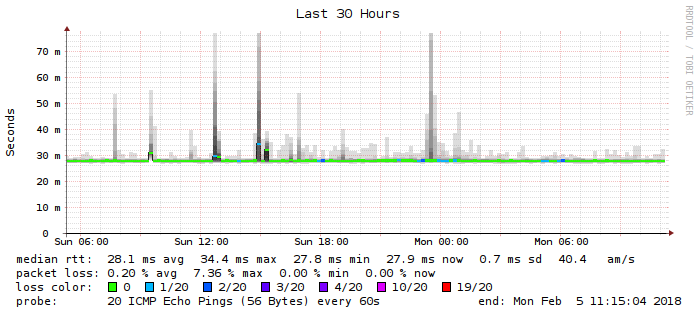 Last 30 Hours
RRDTOOL / TOBI OETIKER
Seconds
70 m
60 m
50 m
40 m
30 m
20 m
10 m
0
Sun 06:00 Sun 12:00 Sun 18:00 Mon 00:00 Mon 06:00
median rtt: 28.1 ms avg 34.4 ms max 27.8 ms min 27.9 ms now 0.7 ms sd 40.4 am/s
packet loss: 0.20 % avg 7.36 % max 0.00 % min 0.00 % now
loss color: 0 1/20 2/20 3/20 4/20 10/20 19/20
probe: 20 ICMP Echo Pings (56 Bytes) every 60s end: Mon Feb 5 11:15:04 2018